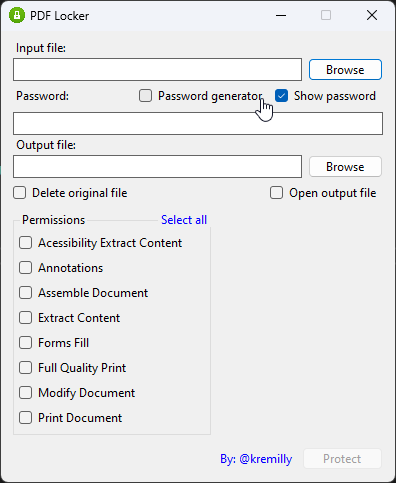 PDF Locker
Input file:
Browse
Password: Password generator Show password
Output file:
Browse
Delete original file Open output file
Permissions Select all
Acessibility Extract Content
Annotations
Assemble Document
Extract Content
Forms Fill
Full Quality Print
Modify Document
Print Document
By: @kremilly Protect